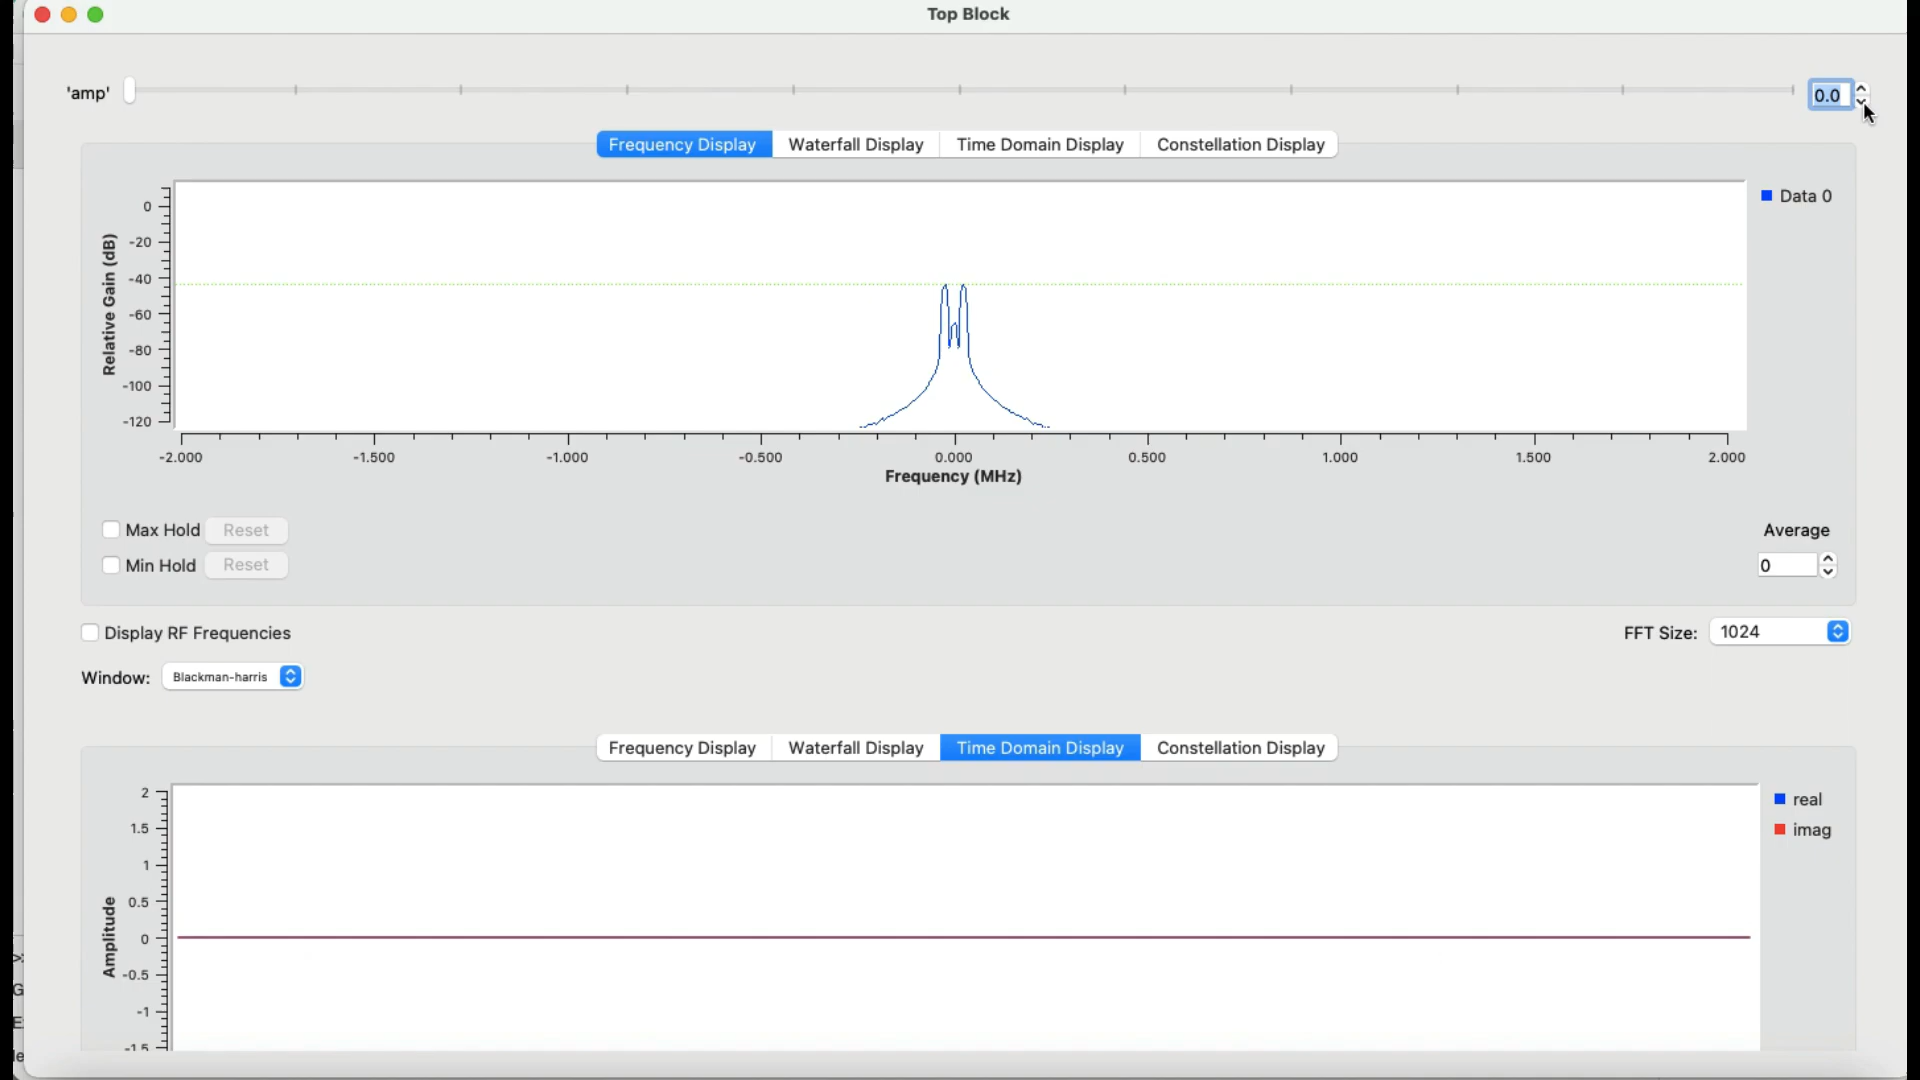 Top Block
'amp'
0.0
Frequency Display
Waterfall Display
Time Domain Display
Constellation Display
Relative Gain (dB)
0
-20
-40
-60
-80
-100
-120
Data 0
-2.000
-1.500
-1.000
-0.500
0.000
0.500
1.000
1.500
2.000
Frequency (MHz)
Max Hold
Reset
Min Hold
Reset
Average
0
Display RF Frequencies
FFT Size: 1024
Window: Blackman-harris
Frequency Display
Waterfall Display
Time Domain Display
Constellation Display
Amplitude
2
1.5
1
0.5
0
-0.5
-1
-1.5
real
imag